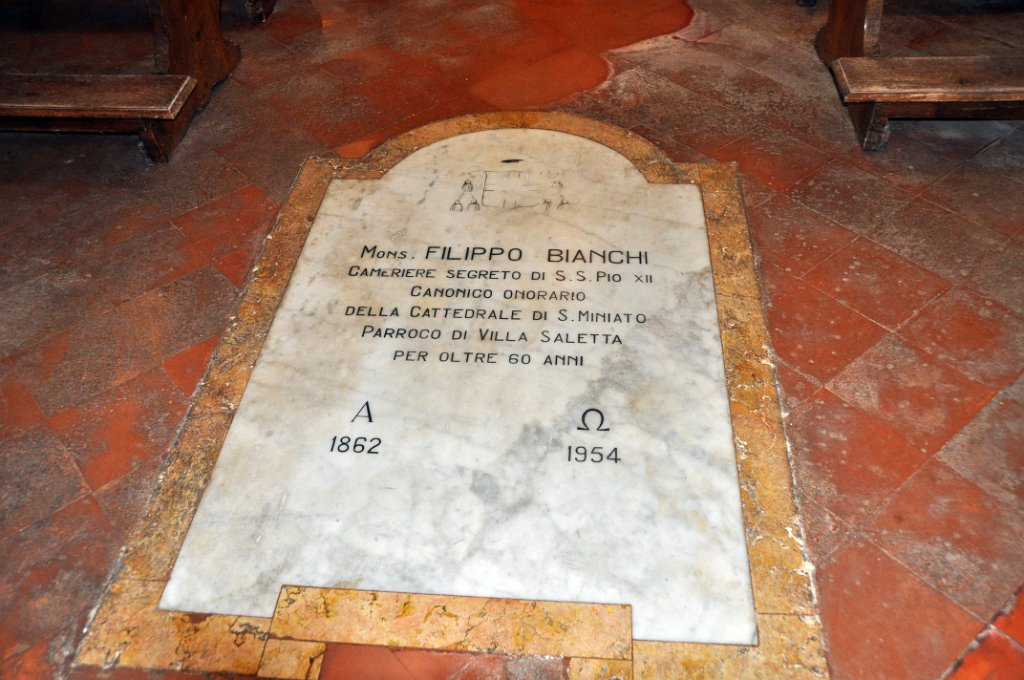 Mons. FILIPPO BIANCHI
CAMERIERE SEGRETO DI S.S. PIO XII
CANONICO ONORARIO
DELLA CATTEDRALE DI S. MINIATO
PARROCO DI VILLA SALETTA
PER OLTRE 60 ANNI
Α Ω
1862 1954